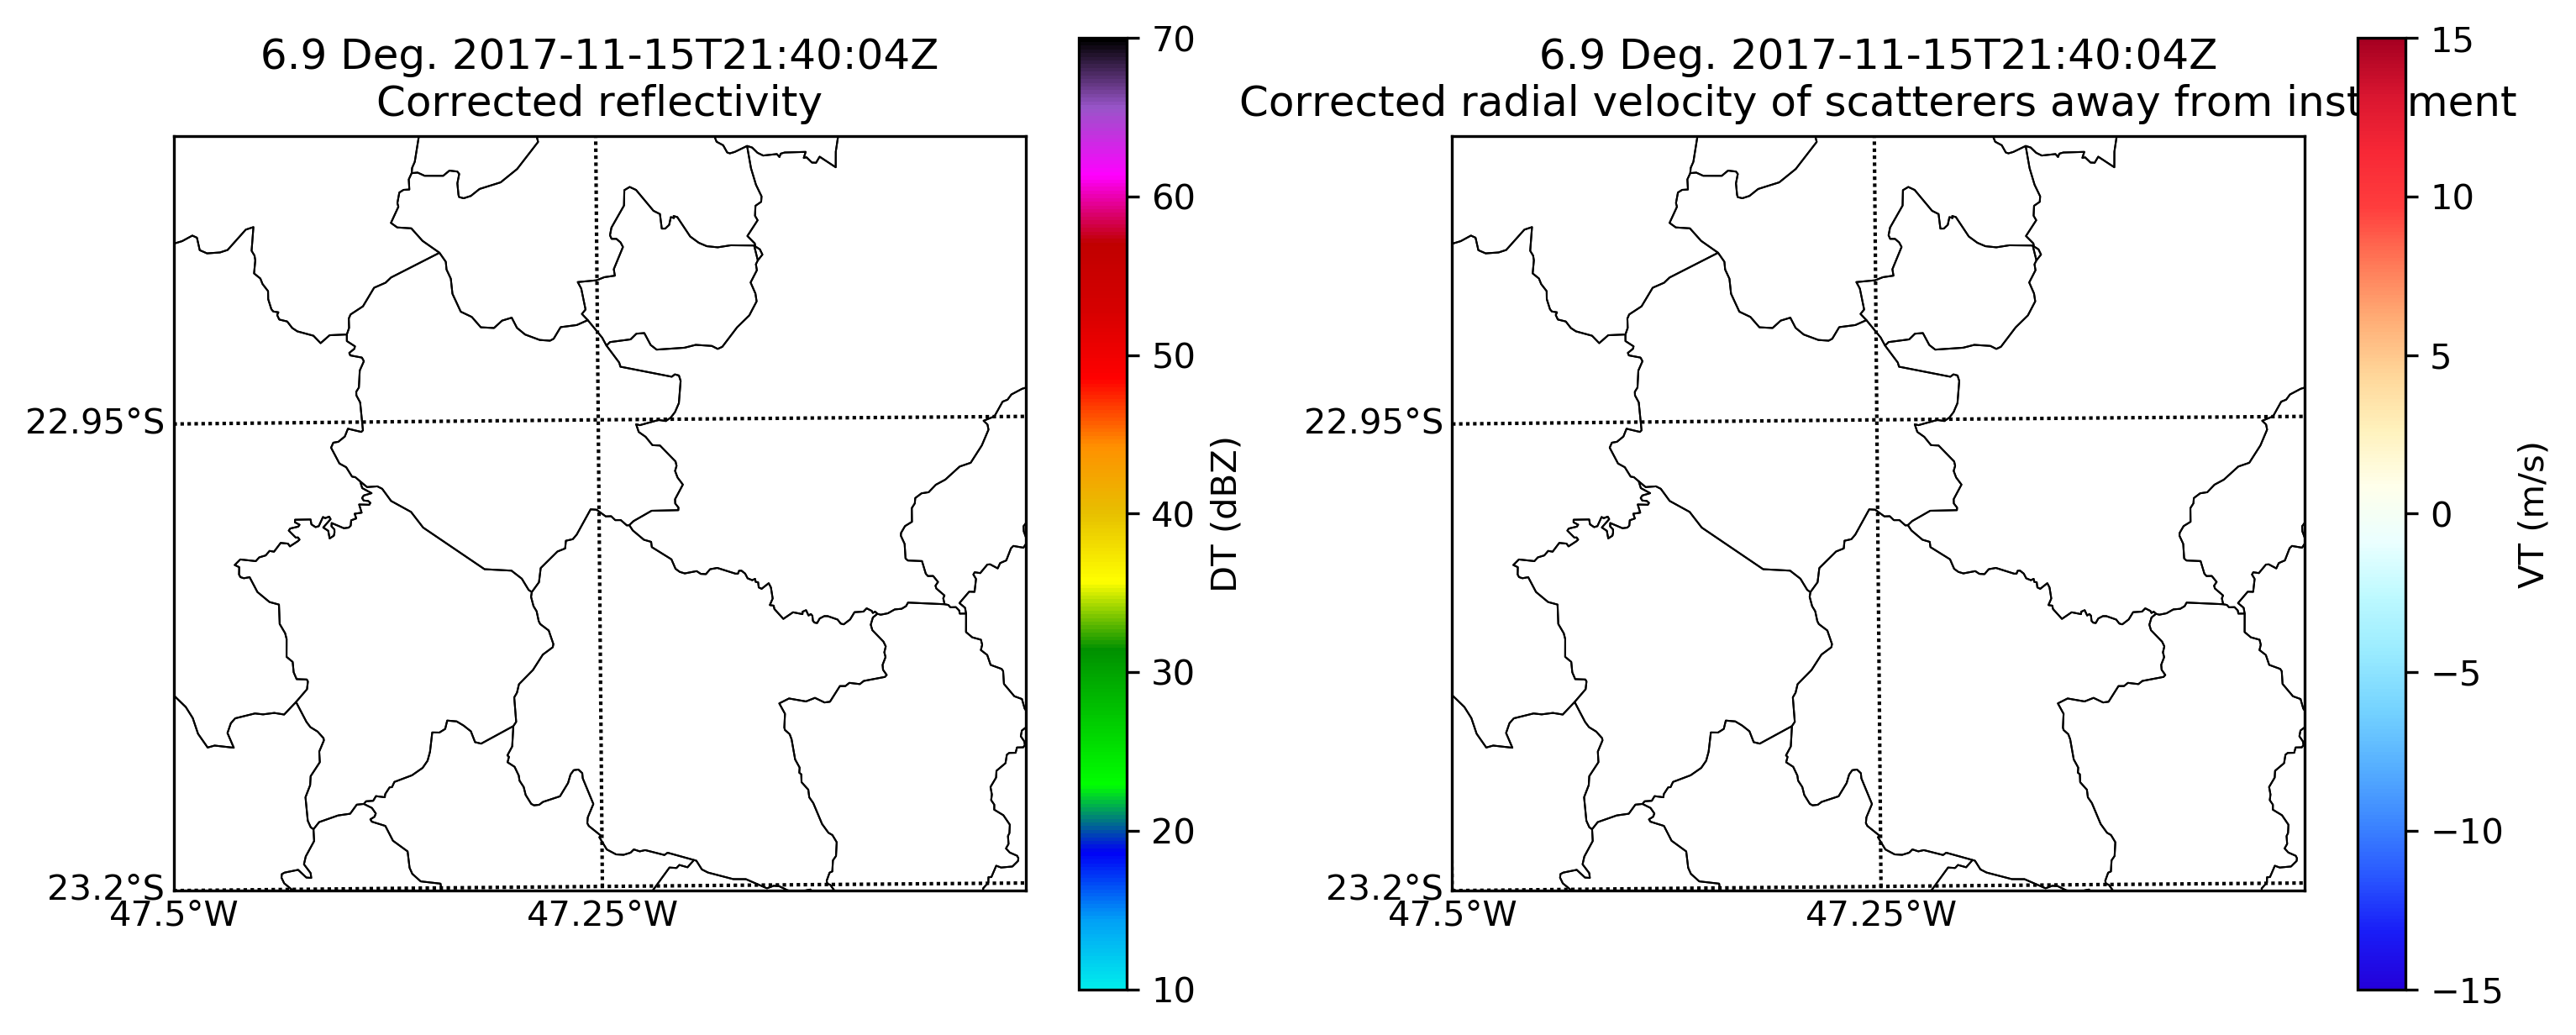 6.9 Deg. 2017-11-15T21:40:04Z
Corrected reflectivity
22.95°S
23.2°S
47.5°W
47.25°W
70
60
50
40
30
20
10
DT (dBZ)
6.9 Deg. 2017-11-15T21:40:04Z
Corrected radial velocity of scatterers away from inst ment
22.95°S
23.2°S
47.5°W
47.25°W
15
10
5
0
−5
−10
−15
VT (m/s)